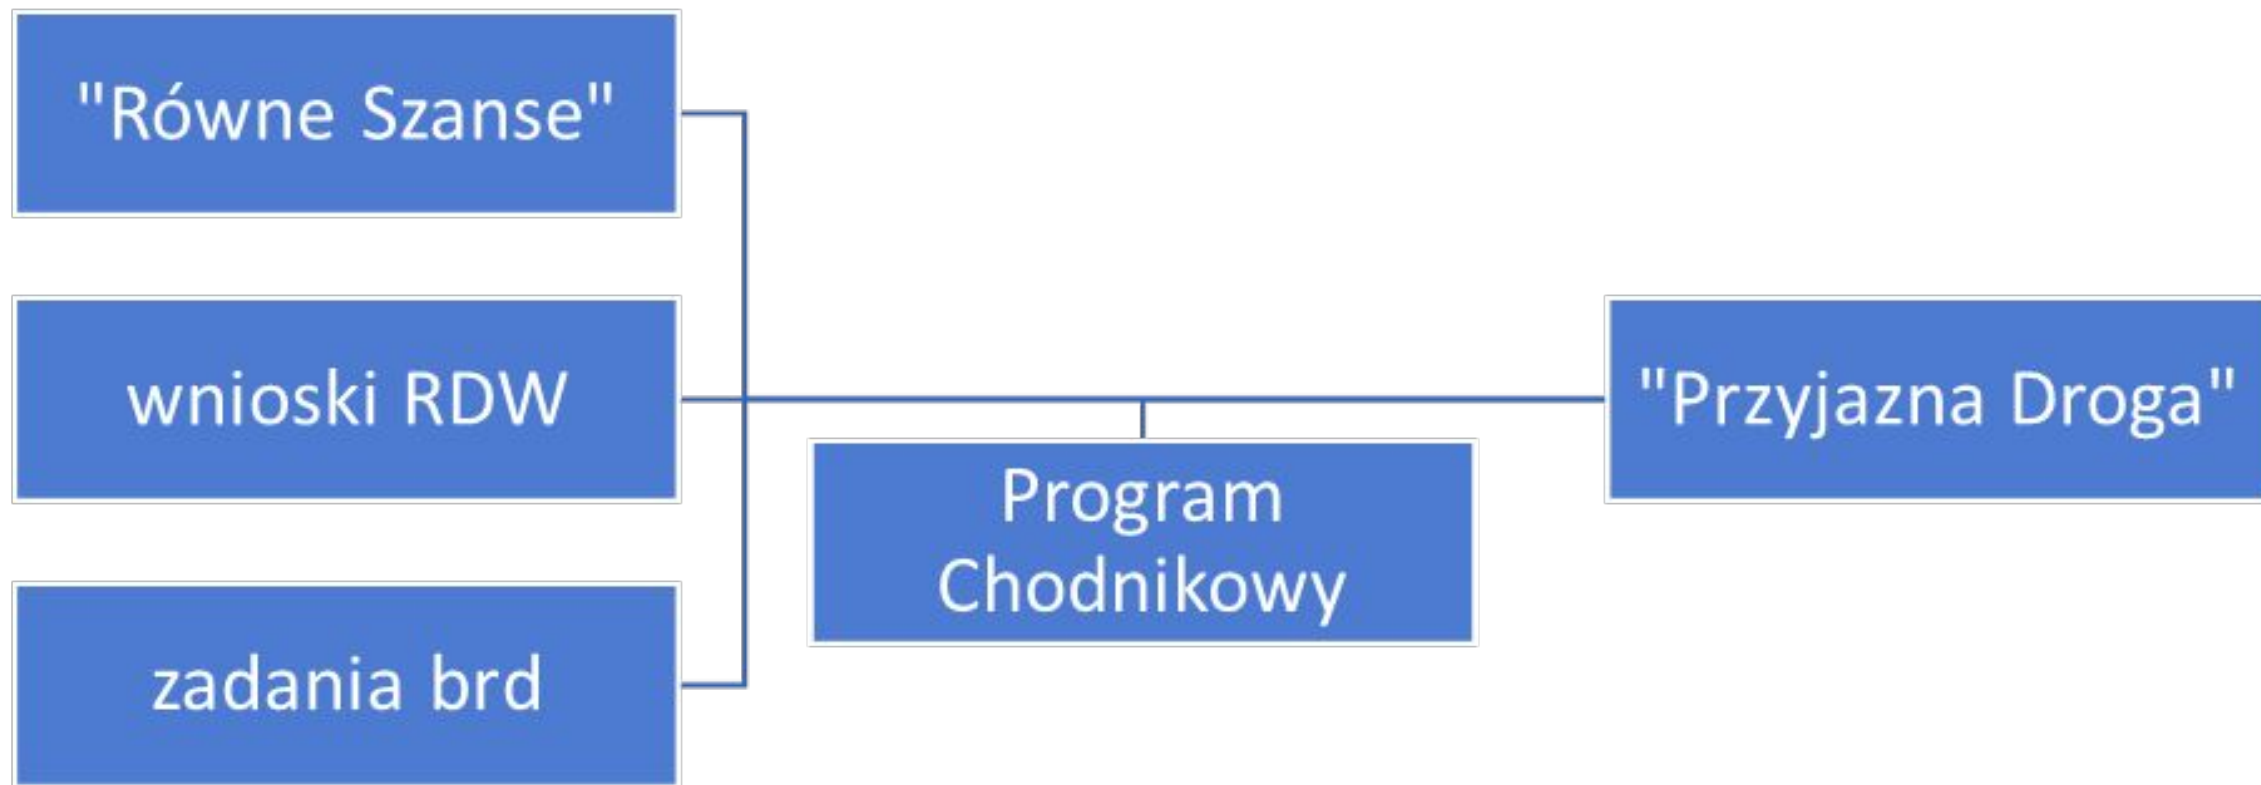 "Równe Szanse"
wnioski RDW
"Przyjazna Droga"
Program
Chodnikowy
zadania brd